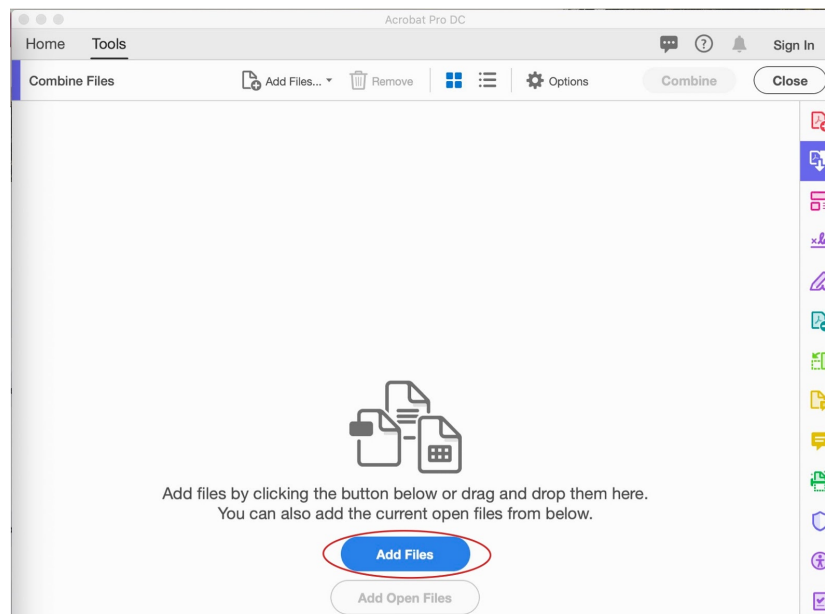 Acrobat Pro DC
Home Tools Sign In
Combine Files Add Files... Remove Options Combine Close
Add files by clicking the button below or drag and drop them here.
You can also add the current open files from below.
Add Files
Add Open Files